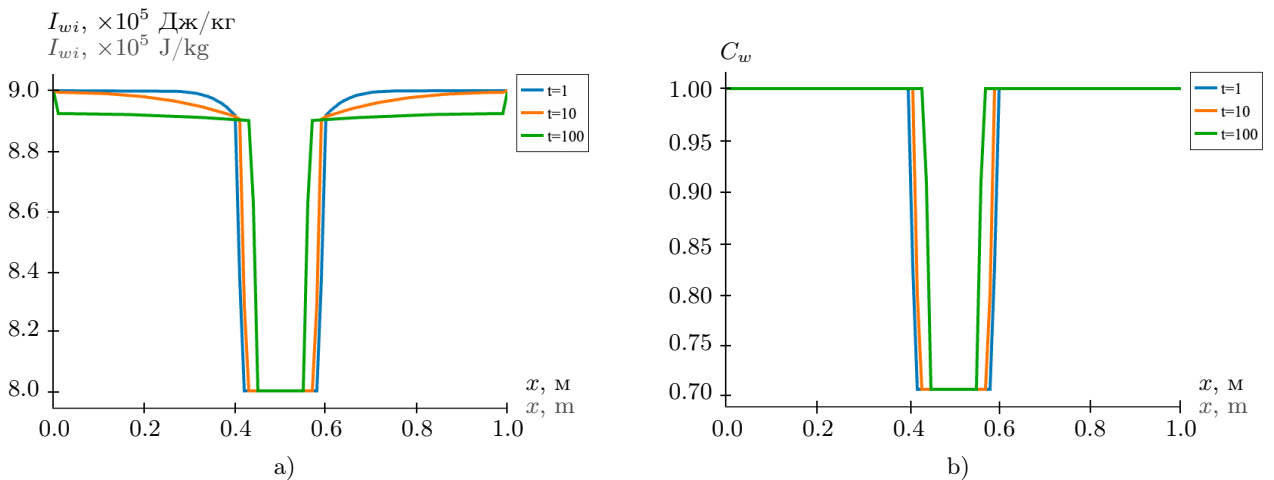 I_wi, ×10^5 Дж/кг
I_wi, ×10^5 J/kg
9.0
8.8
8.6
8.4
8.2
8.0
0.0 0.2 0.4 0.6 0.8 1.0
x, м
x, m
t=1
t=10
t=100
a)
C_w
1.00
0.95
0.90
0.85
0.80
0.75
0.70
0.0 0.2 0.4 0.6 0.8 1.0
x, м
x, m
t=1
t=10
t=100
b)